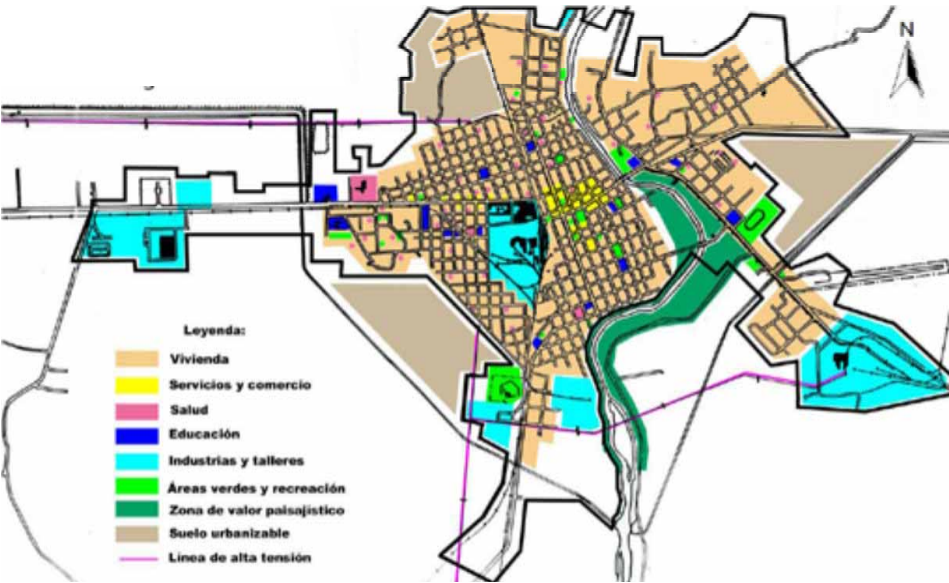 N
Leyenda:
Vivienda
Servicios y comercio
Salud
Educación
Industrias y talleres
Áreas verdes y recreación
Zona de valor paisajístico
Suelo urbanizable
Línea de alta tensión